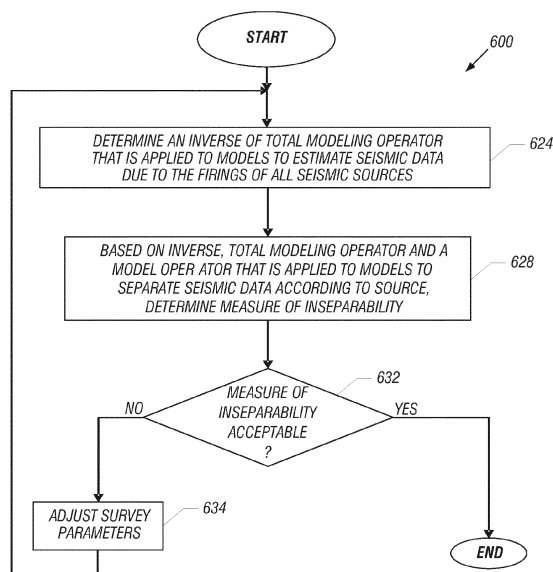 START
600
DETERMINE AN INVERSE OF TOTAL MODELING OPERATOR
THAT IS APPLIED TO MODELS TO ESTIMATE SEISMIC DATA
DUE TO THE FIRINGS OF ALL SEISMIC SOURCES
624
BASED ON INVERSE, TOTAL MODELING OPERATOR AND A
MODEL OPER ATOR THAT IS APPLIED TO MODELS TO
SEPARATE SEISMIC DATA ACCORDING TO SOURCE,
DETERMINE MEASURE OF INSEPARABILITY
628
632
MEASURE OF
INSEPARABILITY
ACCEPTABLE
?
NO
YES
ADJUST SURVEY
PARAMETERS
634
END